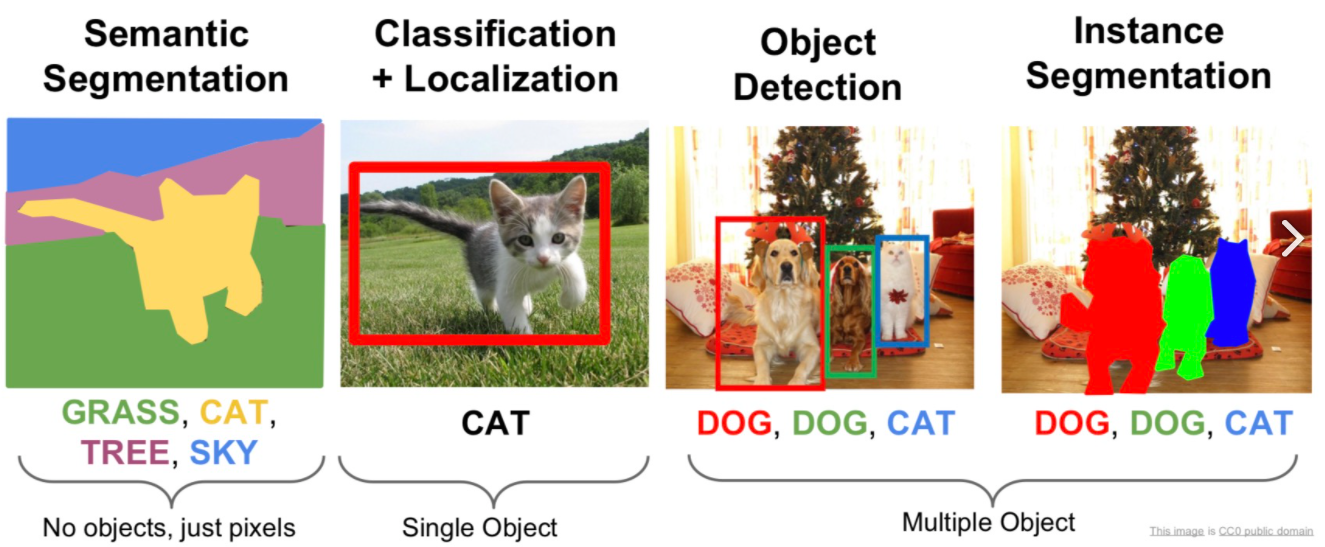 Semantic
Segmentation
Classification
+ Localization
Object
Detection
Instance
Segmentation
GRASS, CAT,
TREE, SKY
CAT
DOG, DOG, CAT
DOG, DOG, CAT
No objects, just pixels
Single Object
Multiple Object
This image is CC0 public domain